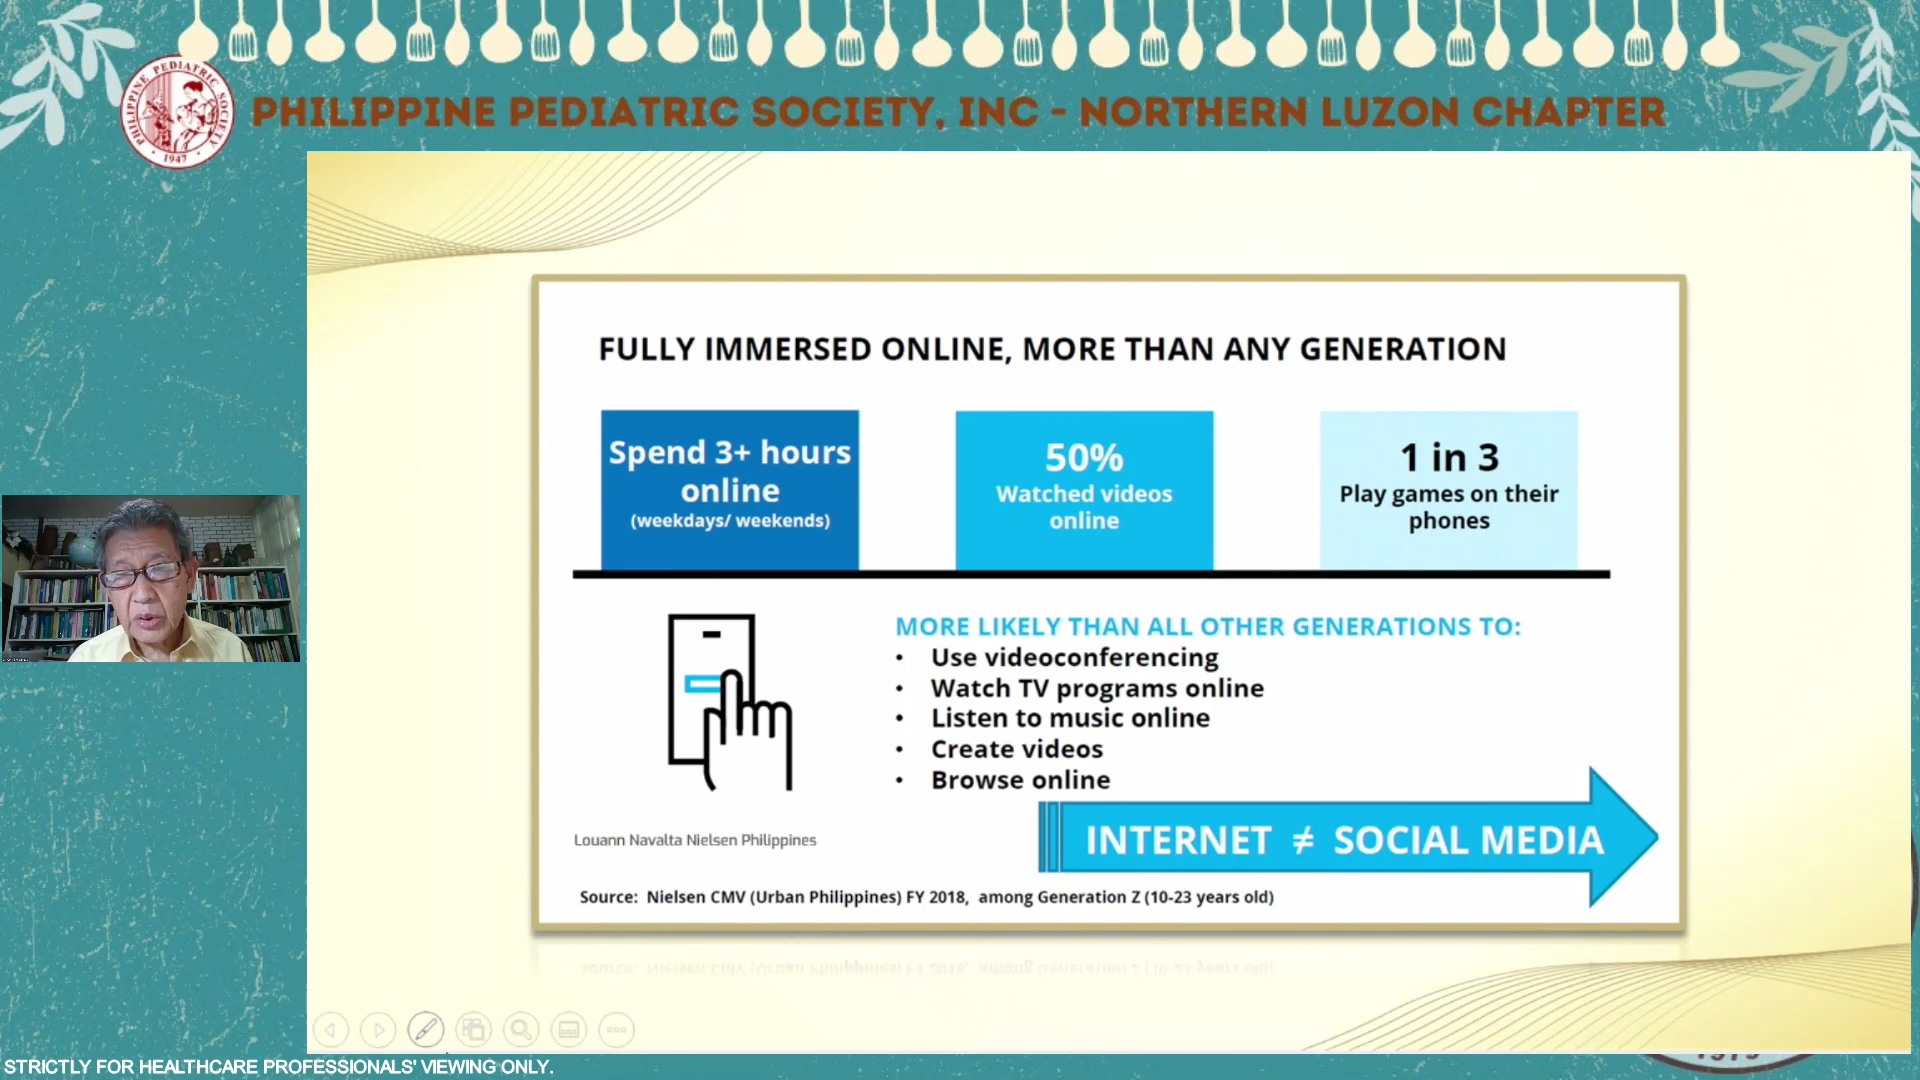 PHILIPPINE PEDIATRIC SOCIETY
1947
PHILIPPINE PEDIATRIC SOCIETY, INC - NORTHERN LUZON CHAPTER
FULLY IMMERSED ONLINE, MORE THAN ANY GENERATION
Spend 3+ hours
online
(weekdays/ weekends)
50%
Watched videos
online
1 in 3
Play games on their
phones
MORE LIKELY THAN ALL OTHER GENERATIONS TO:
• Use videoconferencing
• Watch TV programs online
• Listen to music online
• Create videos
• Browse online
INTERNET ≠ SOCIAL MEDIA
Louann Navalta Nielsen Philippines
Source: Nielsen CMV (Urban Philippines) FY 2018, among Generation Z (10-23 years old)
STRICTLY FOR HEALTHCARE PROFESSIONALS' VIEWING ONLY.